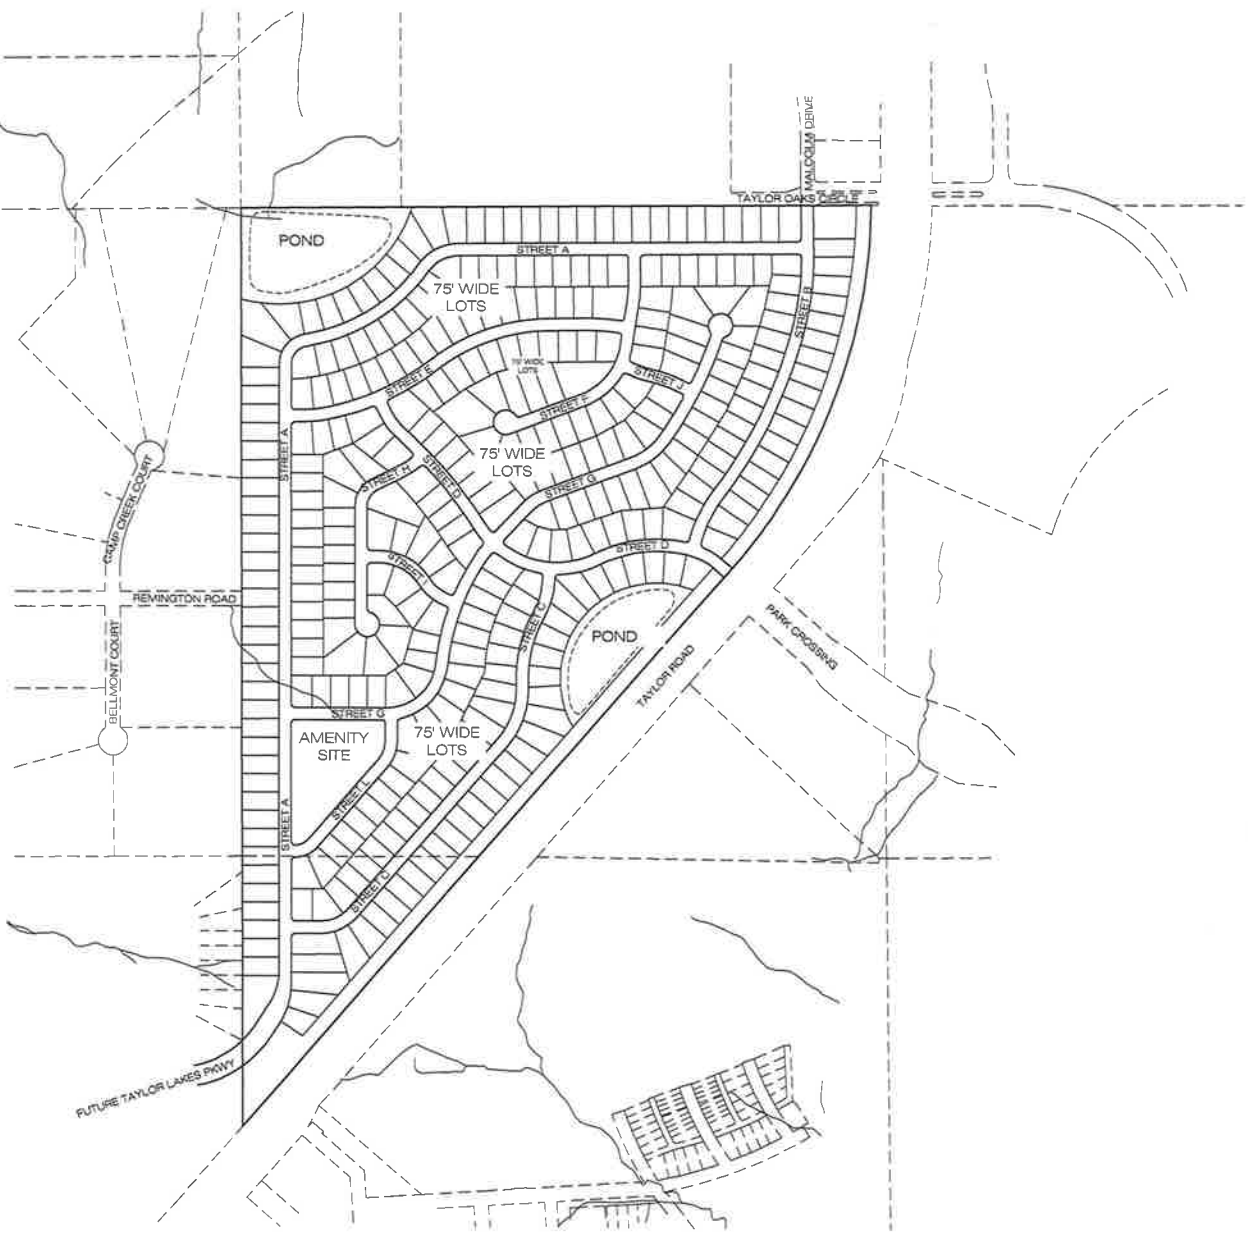 MALCOLM DRIVE
TAYLOR OAKS CIRCLE
POND
STREET A
75' WIDE
LOTS
STREET B
75' WIDE
LOTS
STREET E
STREET J
STREET F
STREET A
75' WIDE
LOTS
STREET H
STREET D
STREET G
CAMP CREEK COURT
STREET D
STREET I
REMINGTON ROAD
STREET C
POND
PARK CROSSING
BELLMONT COURT
TAYLOR ROAD
STREET G
AMENITY
SITE
75' WIDE
LOTS
STREET L
STREET A
STREET C
FUTURE TAYLOR LAKES PKWY